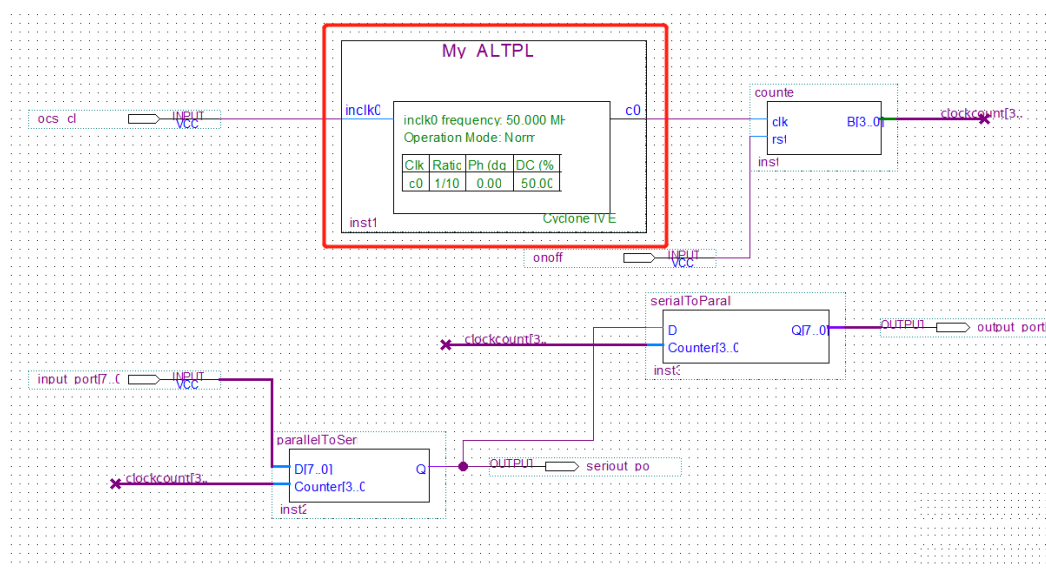 My ALTPL
ocs cl
INPUT
VCC
inclk0
c0
inclk0 frequency: 50.000 MH
Operation Mode: Norm
Clk Ratio Ph (dg DC (%
c0 1/10 0.00 50.00
inst1
Cyclone IV E
counte
clk
rst
B[3..0]
inst
clockcount[3..
onoff
INPUT
VCC
serialToParal
D
Counter[3..0
Q[7..0]
inst3
clockcount[3..
OUTPUT
output port
input port[7..0
INPUT
VCC
parallelToSer
D[7..0]
Counter[3..0
Q
inst2
clockcount[3..
OUTPUT
seriout po